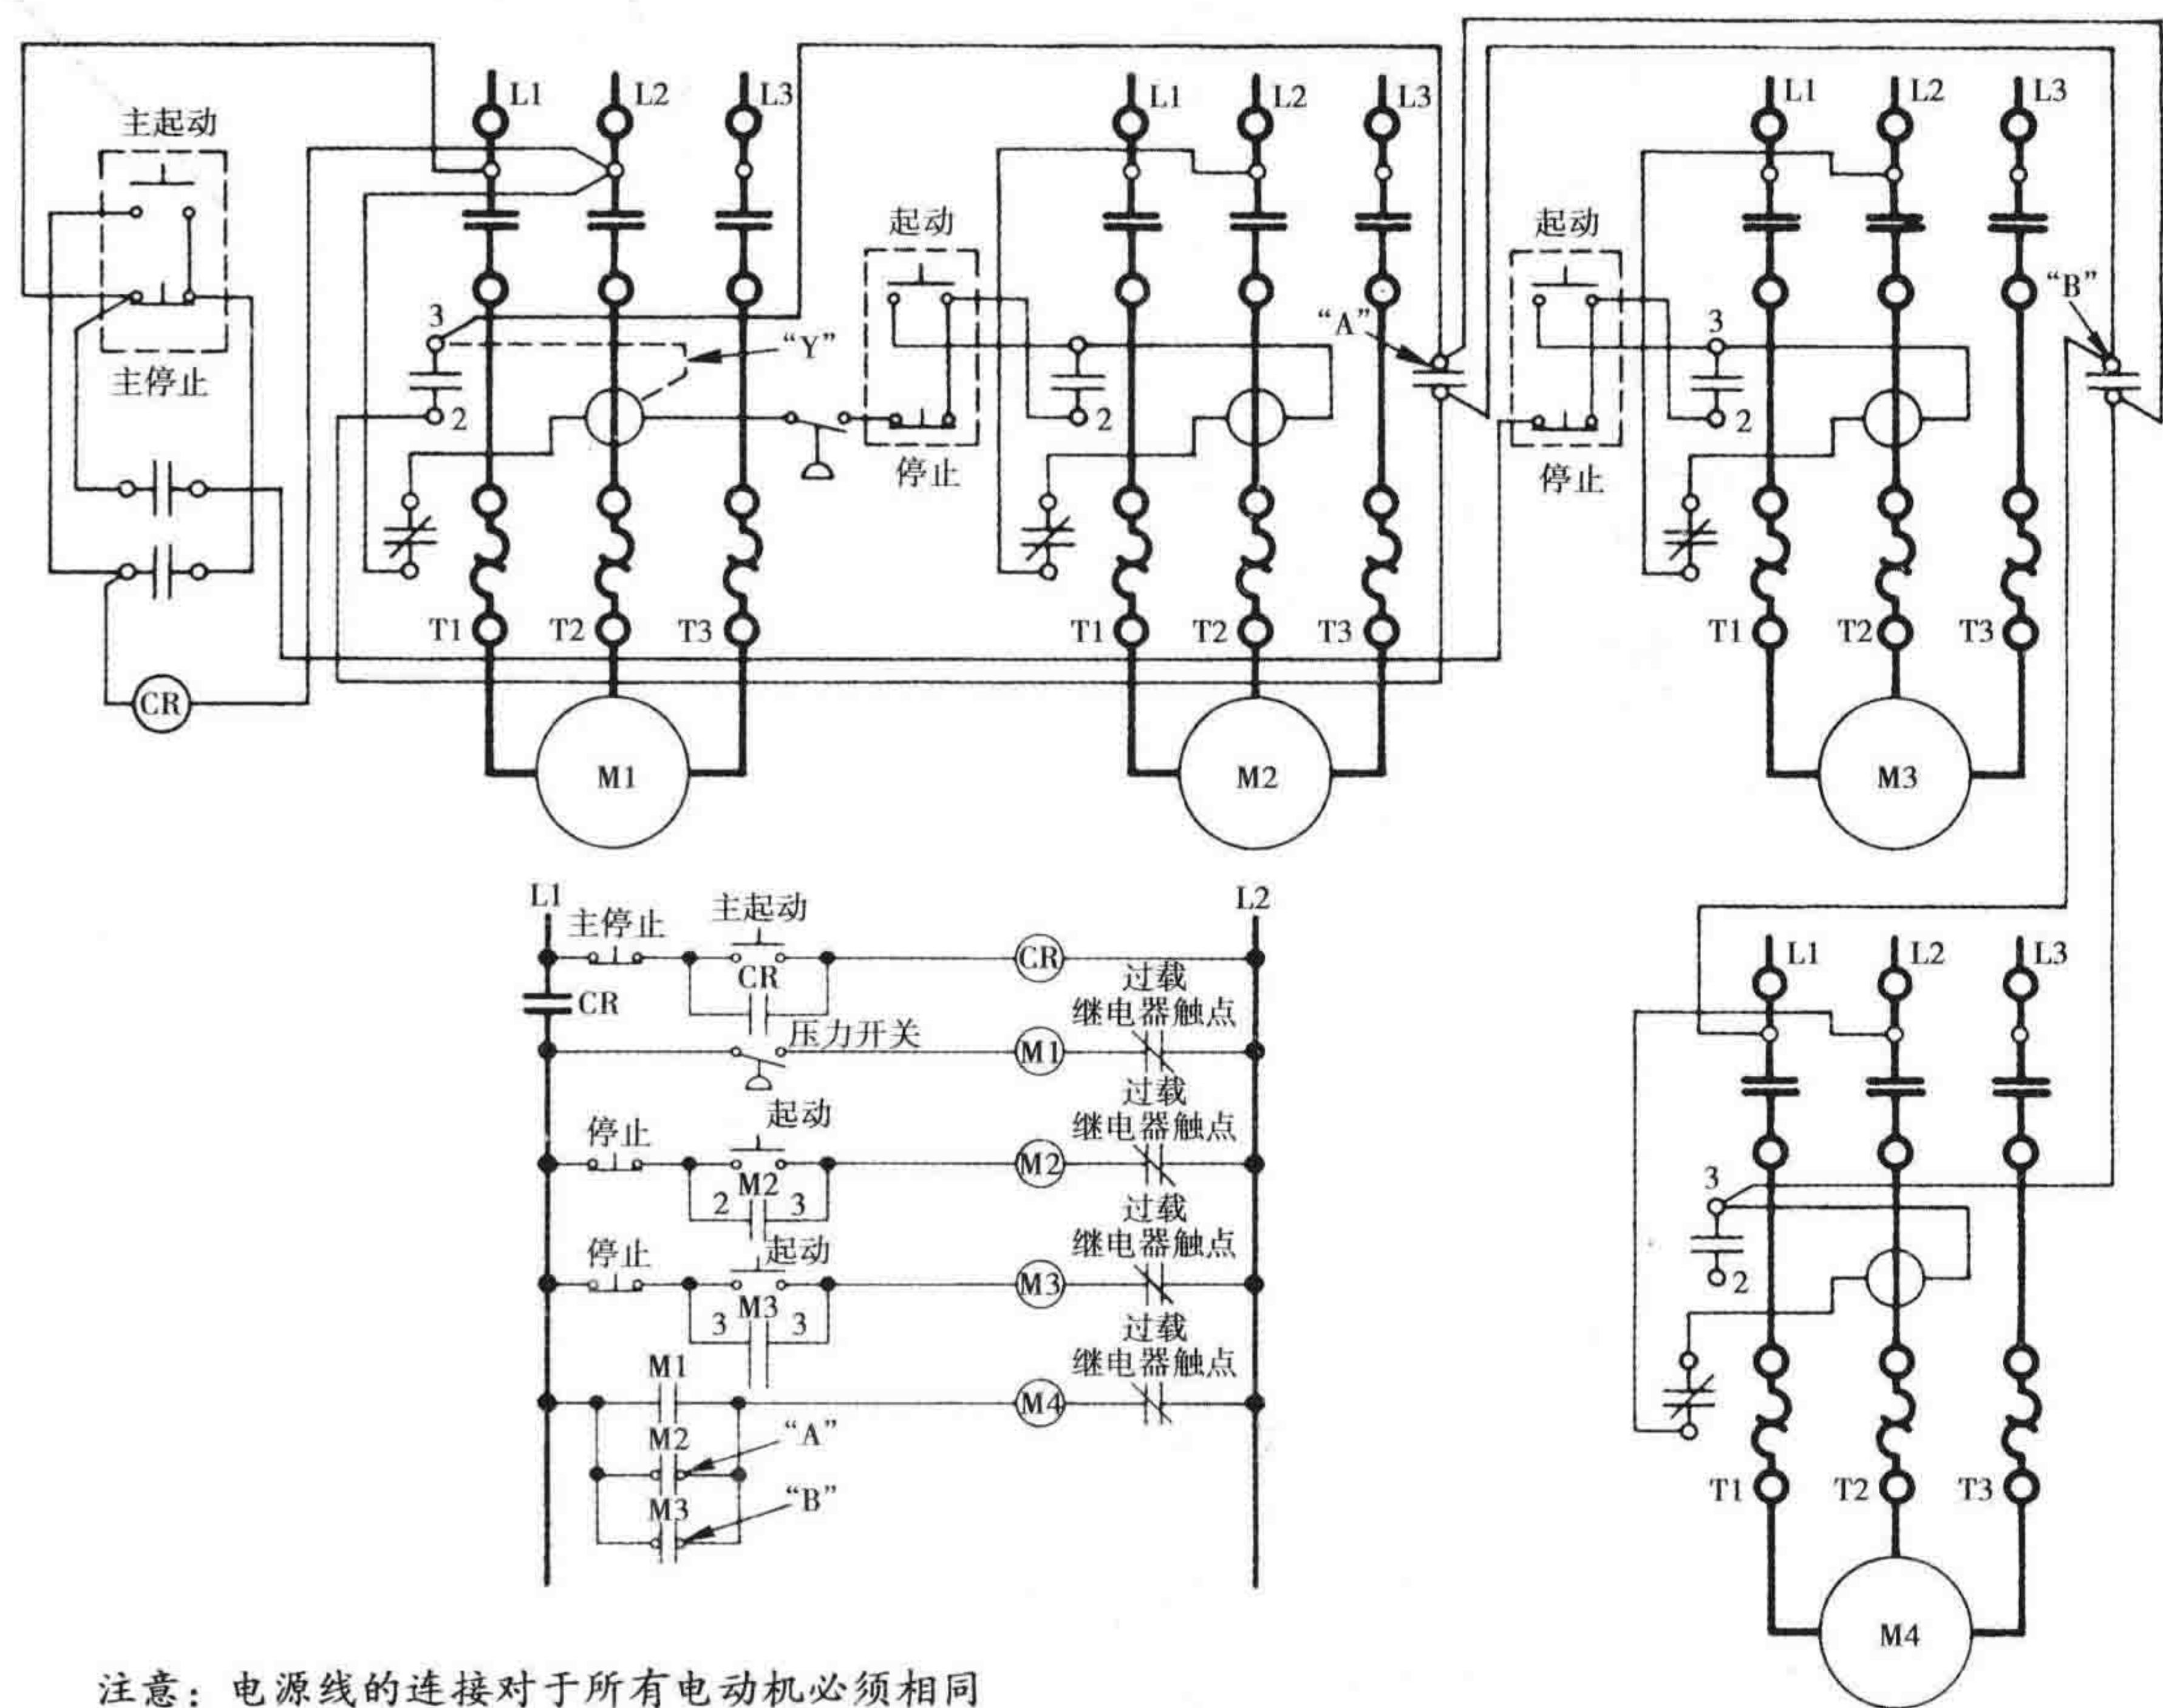 L1 L2 L3 L1 L2 L3 L1 L2 L3
主起动
起动
起动
3
"Y"
"A"
3
"B"
主停止
2
2
2
停止
停止
T1 T2 T3 T1 T2 T3 T1 T2 T3
CR
M1 M2 M3
L1 L2
主停止 主起动
CR CR
过载
继电器触点
CR
压力开关
M1
过载
继电器触点
停止 起动
M2
M2
2 3
过载
继电器触点
停止 起动
M3
M3
3 3
过载
继电器触点
M1
M4
M2
"A"
M3
"B"
L1 L2 L3
3
2
T1 T2 T3
M4
注意：电源线的连接对于所有电动机必须相同